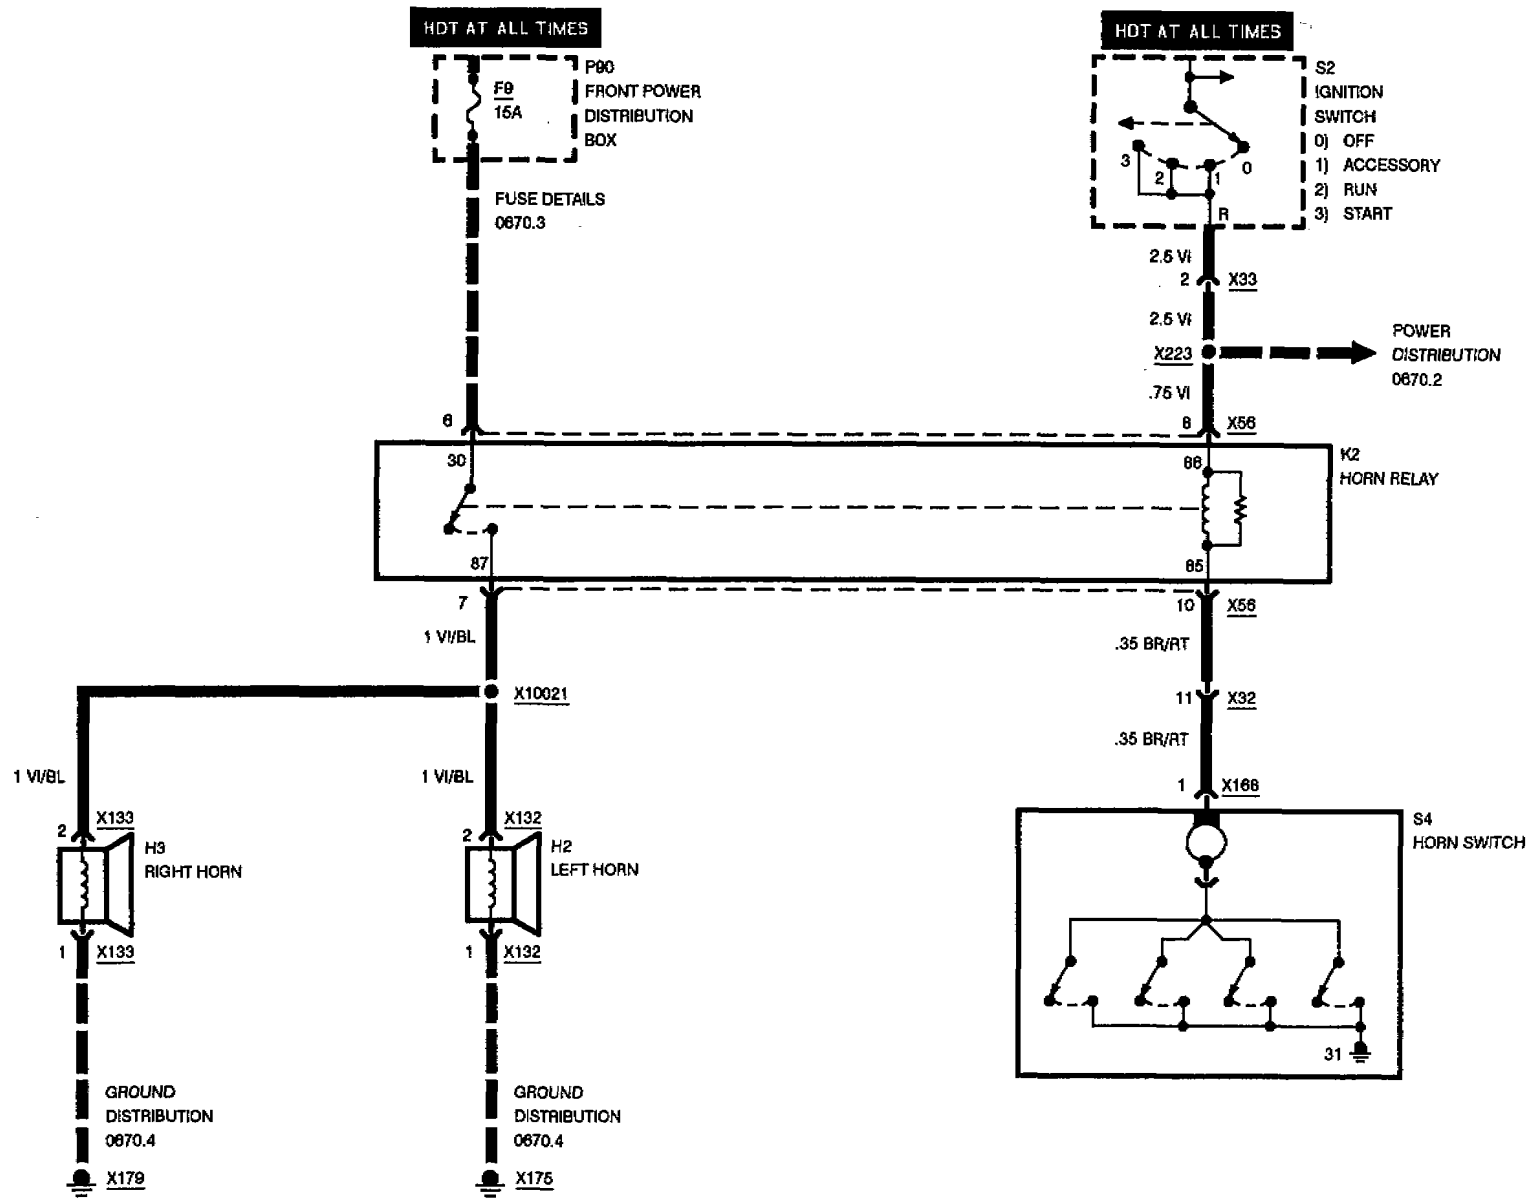 HOT AT ALL TIMES
F9
15A
P90
FRONT POWER
DISTRIBUTION
BOX
FUSE DETAILS
0670.3
HOT AT ALL TIMES
S2
IGNITION
SWITCH
0) OFF
1) ACCESSORY
2) RUN
3) START
3
2
1
0
R
2.5 VI
2
X33
2.5 VI
X223
POWER
DISTRIBUTION
0670.2
.75 VI
6
8
X56
30
86
K2
HORN RELAY
87
85
7
10
X56
1 VI/BL
.35 BR/RT
X10021
11
X32
.35 BR/RT
1 VI/BL
1 VI/BL
1
X168
X133
2
H3
RIGHT HORN
X132
2
H2
LEFT HORN
S4
HORN SWITCH
1
X133
1
X132
31
GROUND
DISTRIBUTION
0670.4
GROUND
DISTRIBUTION
0670.4
X179
X175